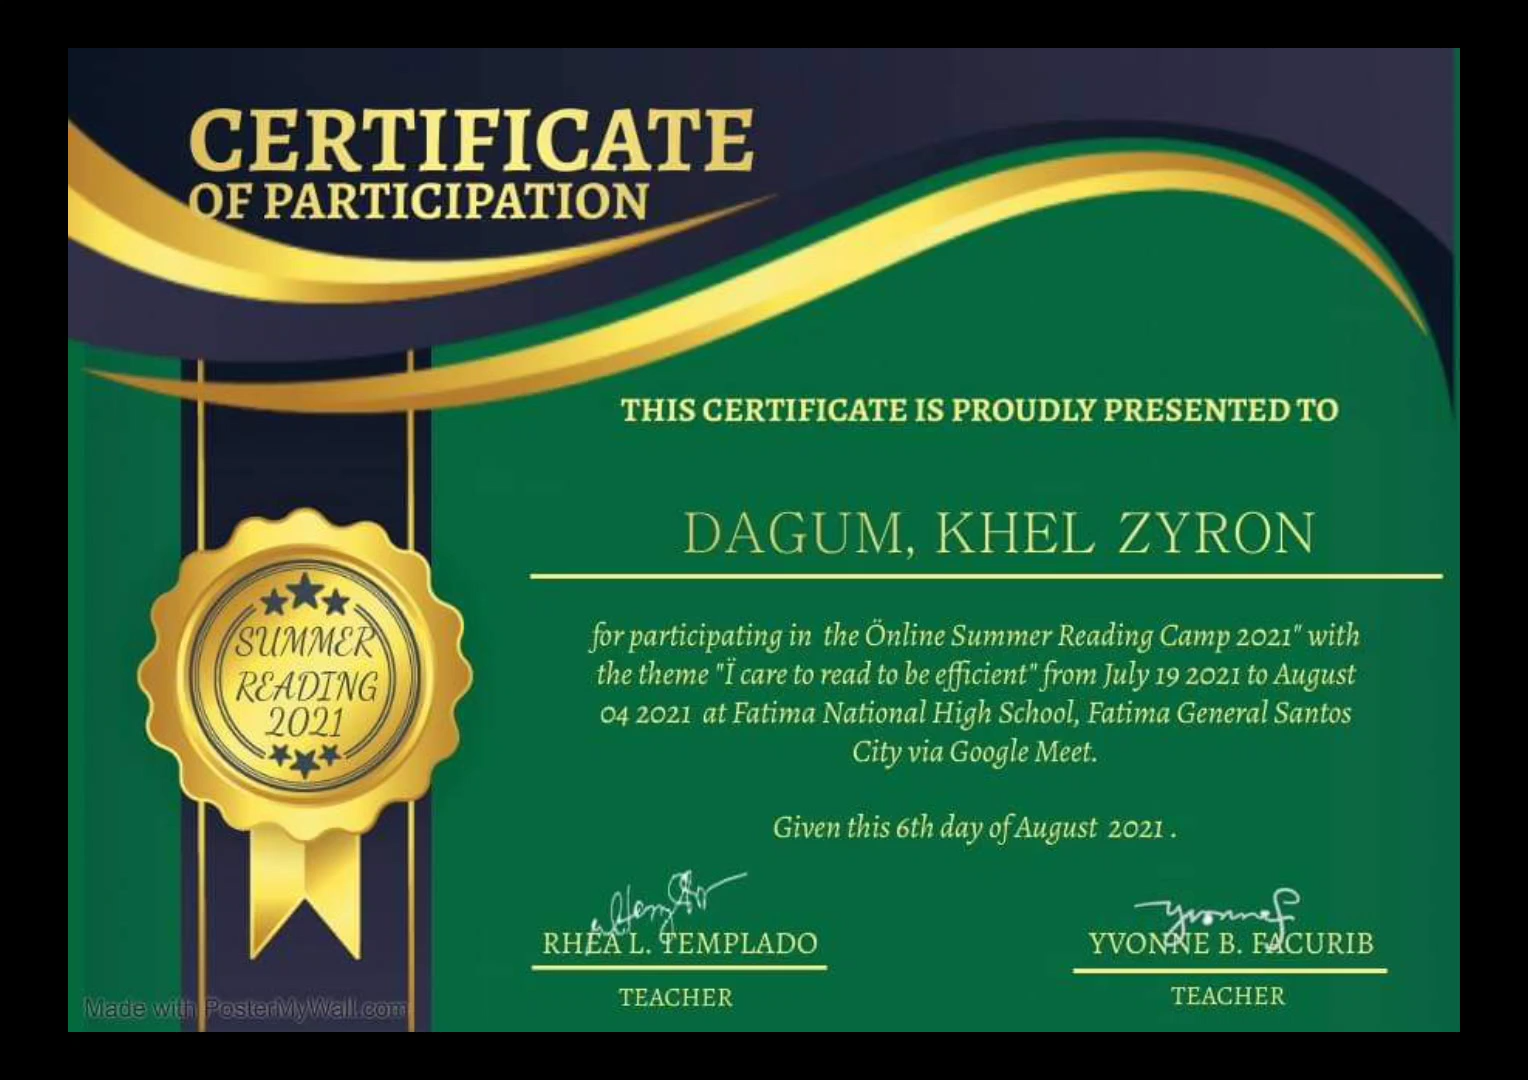 CERTIFICATE
OF PARTICIPATION
THIS CERTIFICATE IS PROUDLY PRESENTED TO
DAGUM, KHEL ZYRON
for participating in the Önline Summer Reading Camp 2021" with
the theme "Ï care to read to be efficient" from July 19 2021 to August
04 2021 at Fatima National High School, Fatima General Santos
City via Google Meet.
Given this 6th day of August 2021 .
SUMMER
READING
2021
RHEA L. TEMPLADO
TEACHER
YVONNE B. FACURIB
TEACHER
Made with PosterMyWall.com